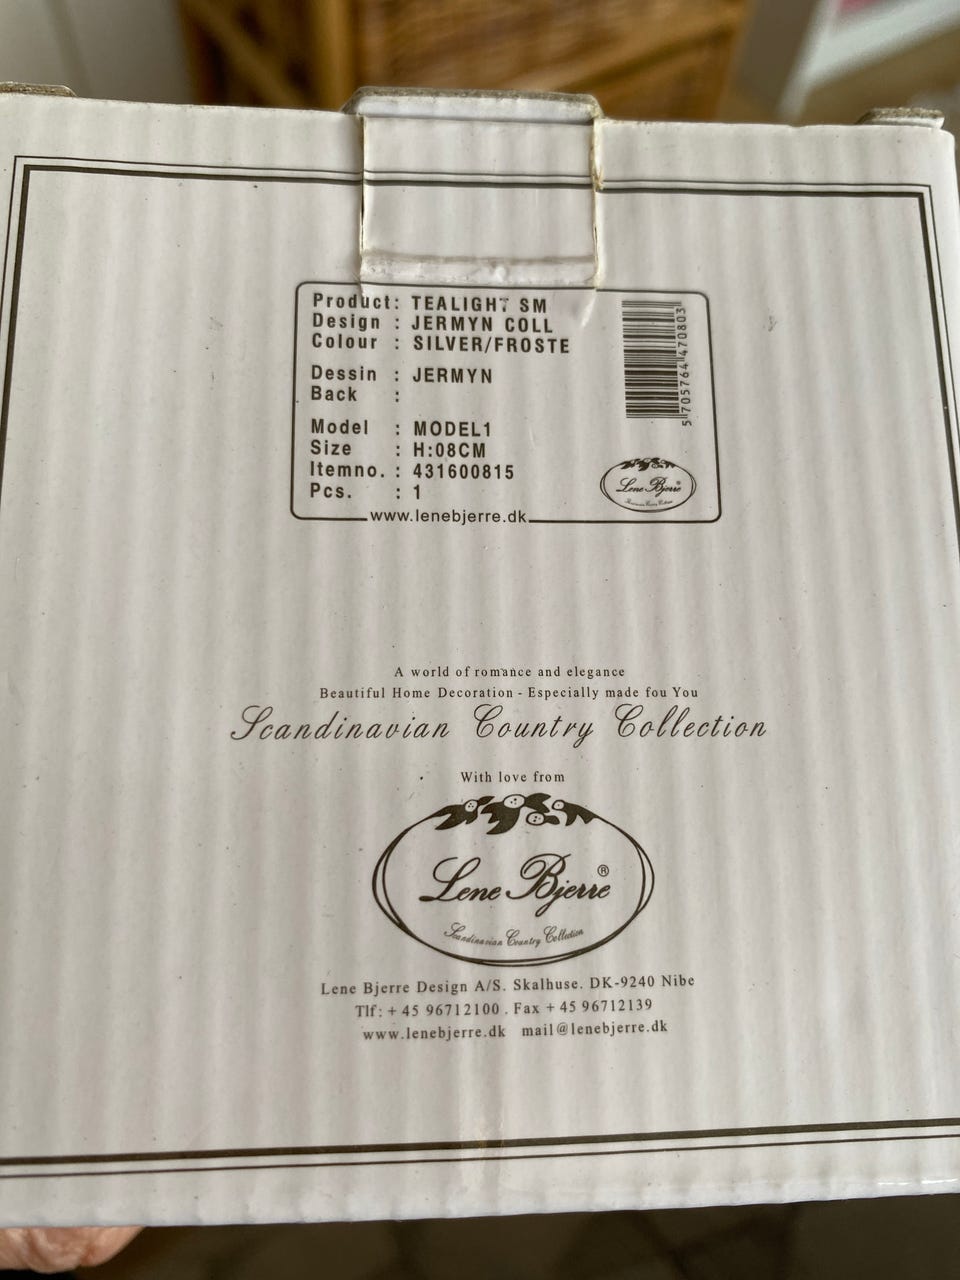 Product: TEALIGHT SM
Design : JERMYN COLL
Colour : SILVER/FROSTE
Dessin : JERMYN
Back :
Model : MODEL1
Size : H:08CM
Itemno. : 431600815
Pcs. : 1
www.lenebjerre.dk
5 705764 470803
Lene Bjerre®
A world of romance and elegance
Beautiful Home Decoration - Especially made fou You
Scandinavian Country Collection
With love from
Lene Bjerre®
Scandinavian Country Collection
Lene Bjerre Design A/S. Skalhuse. DK-9240 Nibe
Tlf: + 45 96712100 . Fax + 45 96712139
www.lenebjerre.dk mail@lenebjerre.dk